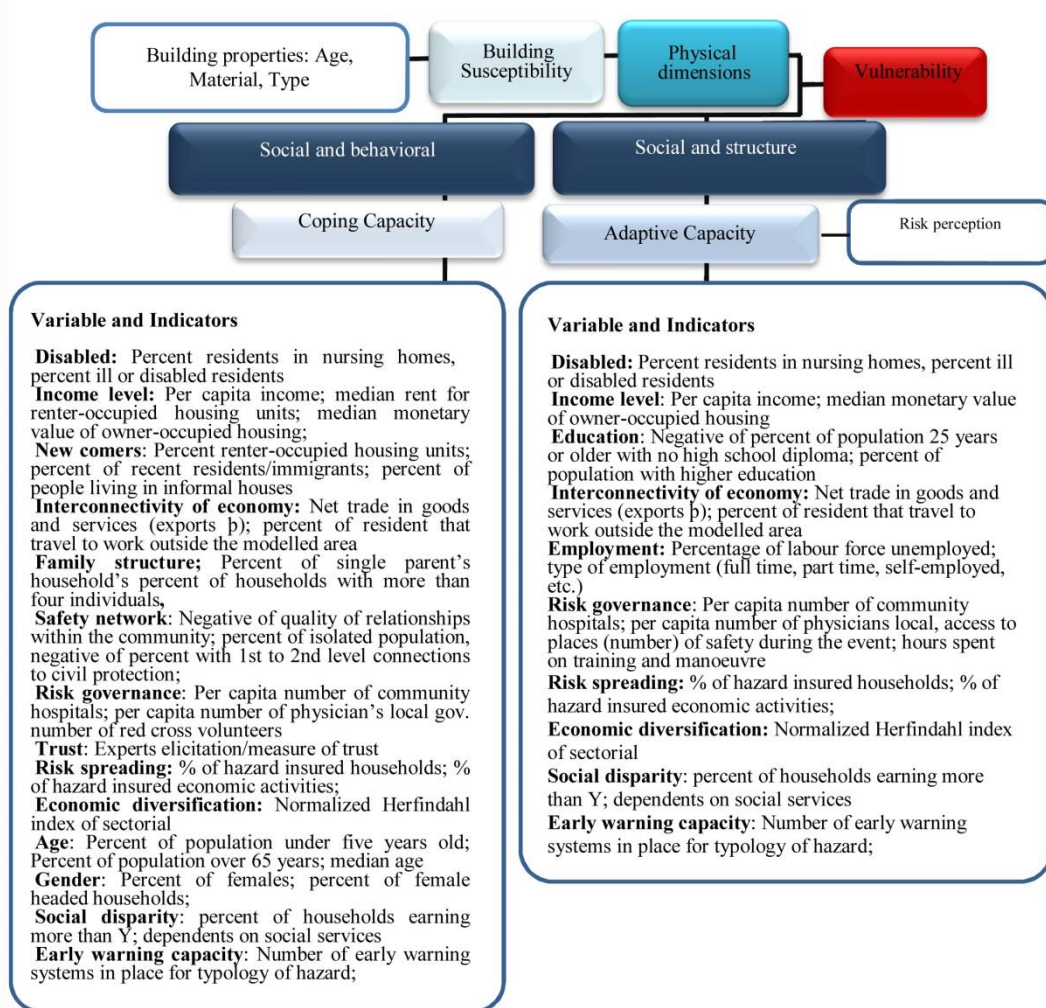 Building properties: Age,
Material, Type
Building
Susceptibility
Physical
dimensions
Vulnerability
Social and behavioral
Social and structure
Coping Capacity
Adaptive Capacity
Risk perception
Variable and Indicators
Disabled: Percent residents in nursing homes,
percent ill or disabled residents
Income level: Per capita income; median rent for
renter-occupied housing units; median monetary
value of owner-occupied housing;
New comers: Percent renter-occupied housing units;
percent of recent residents/immigrants; percent of
people living in informal houses
Interconnectivity of economy: Net trade in goods
and services (exports þ); percent of resident that
travel to work outside the modelled area
Family structure; Percent of single parent's
household's percent of households with more than
four individuals,
Safety network: Negative of quality of relationships
within the community; percent of isolated population,
negative of percent with 1st to 2nd level connections
to civil protection;
Risk governance: Per capita number of community
hospitals; per capita number of physician's local gov.
number of red cross volunteers
Trust: Experts elicitation/measure of trust
Risk spreading: % of hazard insured households; %
of hazard insured economic activities;
Economic diversification: Normalized Herfindahl
index of sectorial
Age: Percent of population under five years old;
Percent of population over 65 years; median age
Gender: Percent of females; percent of female
headed households;
Social disparity: percent of households earning
more than Y; dependents on social services
Early warning capacity: Number of early warning
systems in place for typology of hazard;
Variable and Indicators
Disabled: Percent residents in nursing homes, percent ill
or disabled residents
Income level: Per capita income; median monetary value
of owner-occupied housing
Education: Negative of percent of population 25 years
or older with no high school diploma; percent of
population with higher education
Interconnectivity of economy: Net trade in goods and
services (exports þ); percent of resident that travel to
work outside the modelled area
Employment: Percentage of labour force unemployed;
type of employment (full time, part time, self-employed,
etc.)
Risk governance: Per capita number of community
hospitals; per capita number of physicians local, access to
places (number) of safety during the event; hours spent
on training and manoeuvre
Risk spreading: % of hazard insured households; % of
hazard insured economic activities;
Economic diversification: Normalized Herfindahl index
of sectorial
Social disparity: percent of households earning more
than Y; dependents on social services
Early warning capacity: Number of early warning
systems in place for typology of hazard;